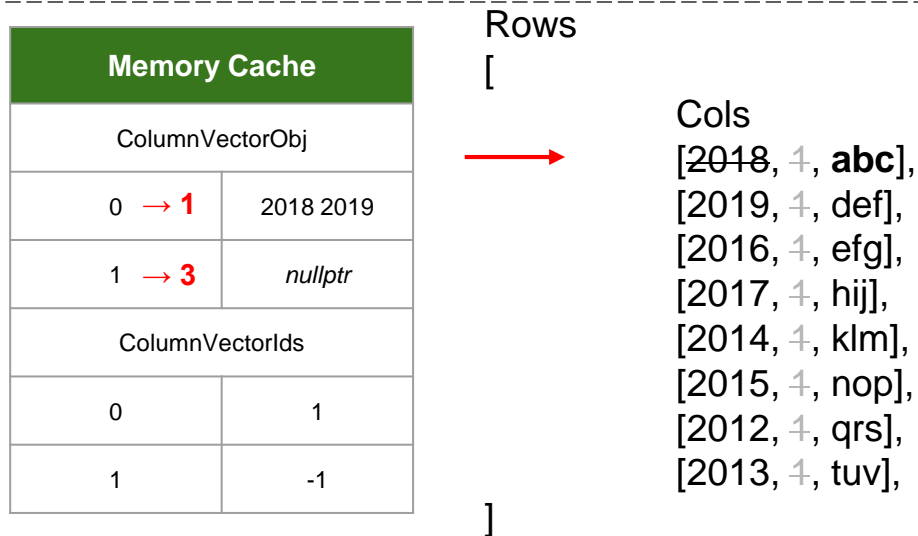 Memory Cache
ColumnVectorObj
0 → 1 2018 2019
1 → 3 nullptr
ColumnVectorIds
0 1
1 -1
Rows
[
Cols
[2018, 1, abc],
[2019, 1, def],
[2016, 1, efg],
[2017, 1, hij],
[2014, 1, klm],
[2015, 1, nop],
[2012, 1, qrs],
[2013, 1, tuv],
]